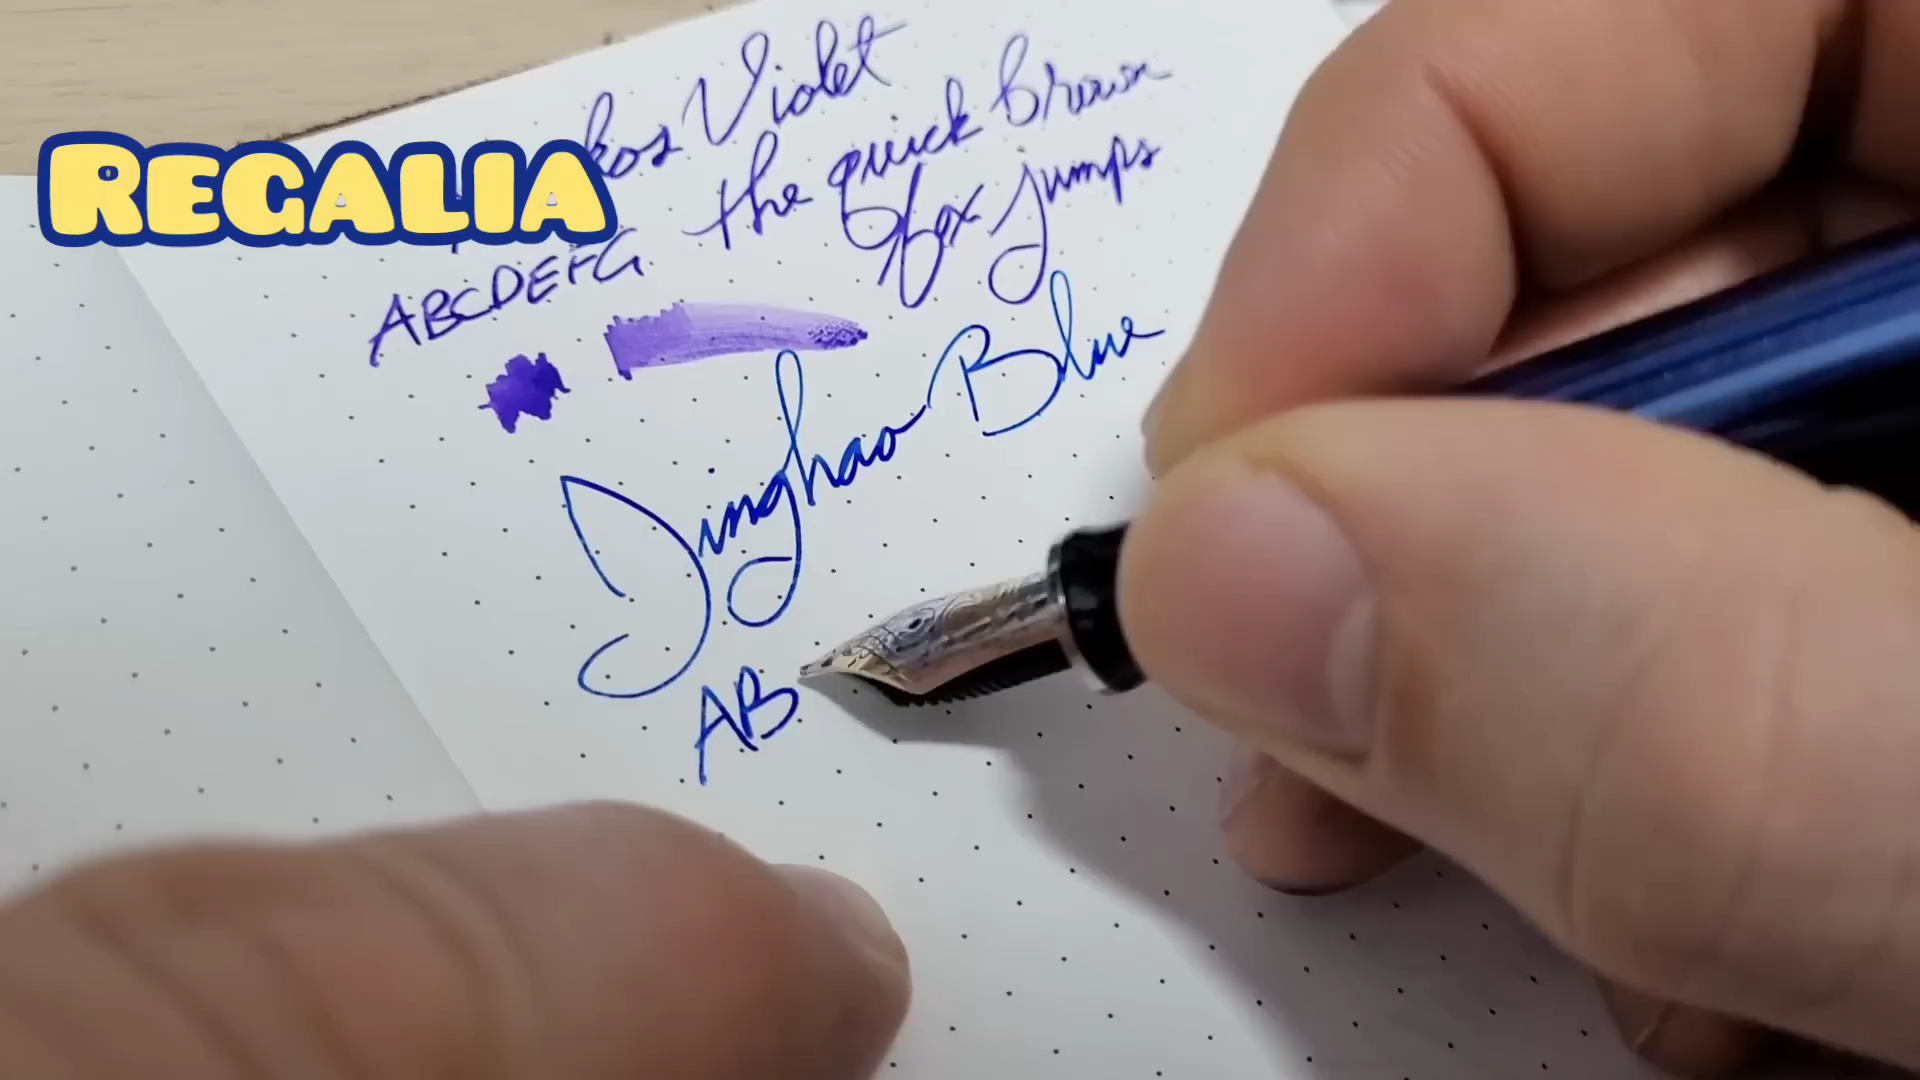 REGALIA
Violet
ABCDEFG the quick brown
fox jumps
Jinghao Blue
AB